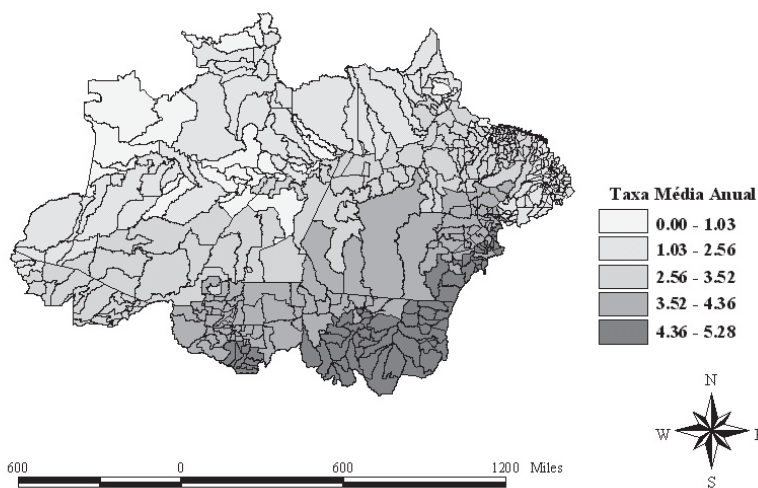 Taxa Média Anual
0.00 - 1.03
1.03 - 2.56
2.56 - 3.52
3.52 - 4.36
4.36 - 5.28
N
W
S
600 0 600 1200 Miles